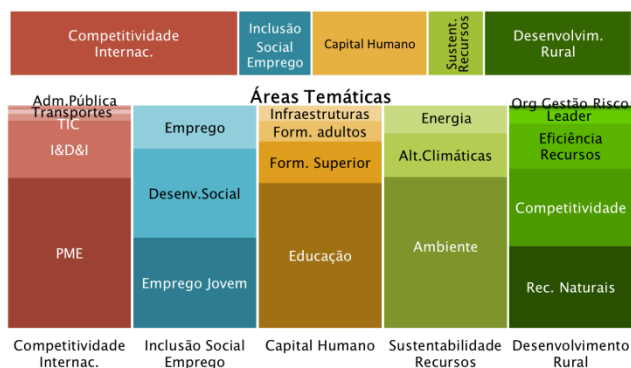 Competitividade
Internac.
Inclusão
Social
Emprego
Capital Humano
Sustent.
Recursos
Desenvolvim.
Rural
Áreas Temáticas
Adm.Pública
Transportes
TIC
I&D&I
PME
Emprego
Desenv.Social
Emprego Jovem
Infraestruturas
Form. adultos
Form. Superior
Educação
Energia
Alt.Climáticas
Ambiente
Org Gestão Risco
Leader
Eficiência
Recursos
Competitividade
Rec. Naturais
Competitividade
Internac.
Inclusão Social
Emprego
Capital Humano
Sustentabilidade
Recursos
Desenvolvimento
Rural